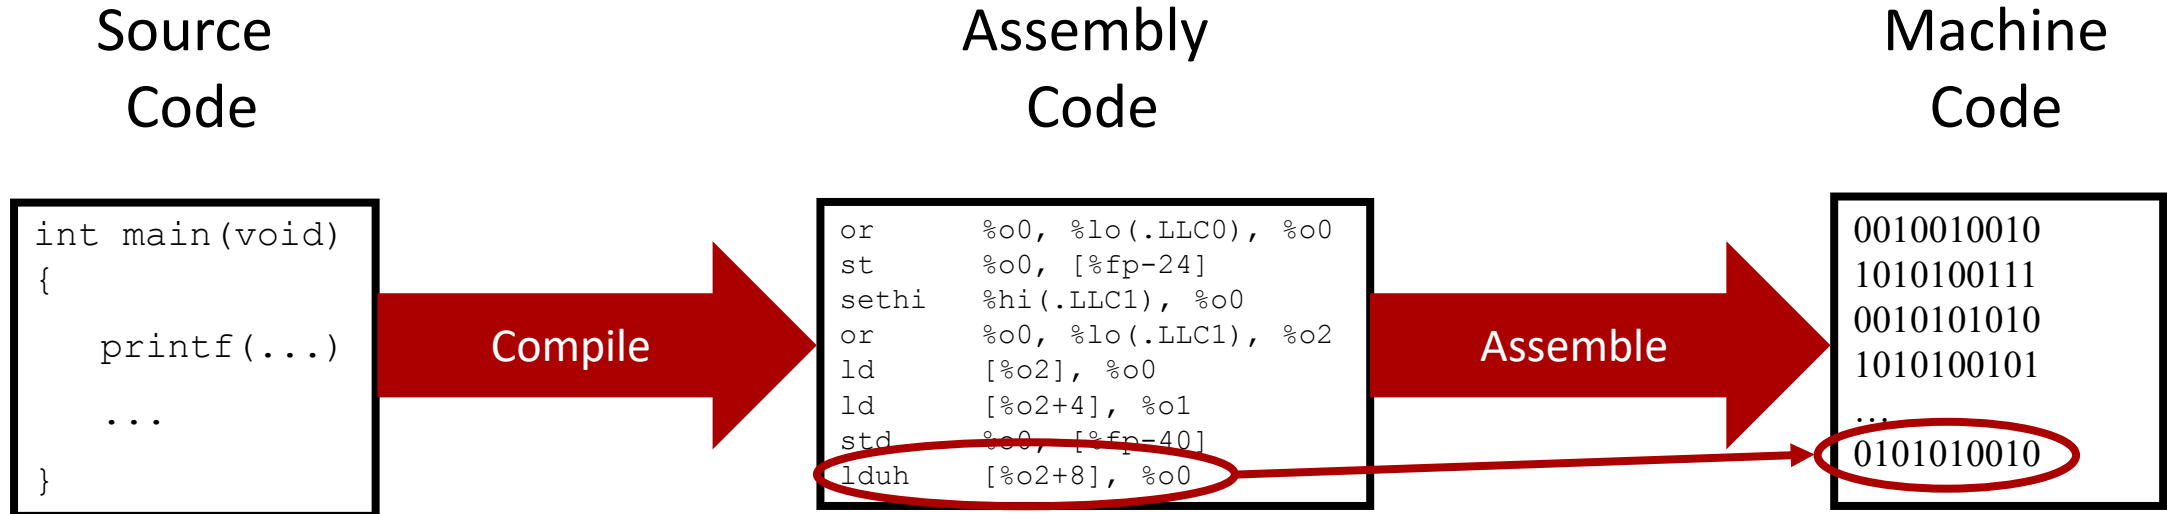 Source
Code
Assembly
Code
Machine
Code
int main(void)
{
printf(...)
...
}
Compile
or %o0, %lo(.LLC0), %o0
st %o0, [%fp-24]
sethi %hi(.LLC1), %o0
or %o0, %lo(.LLC1), %o2
ld [%o2], %o0
ld [%o2+4], %o1
std %o0, [%fp-40]
lduh [%o2+8], %o0
Assemble
0010010010
1010100111
0010101010
1010100101
...
0101010010